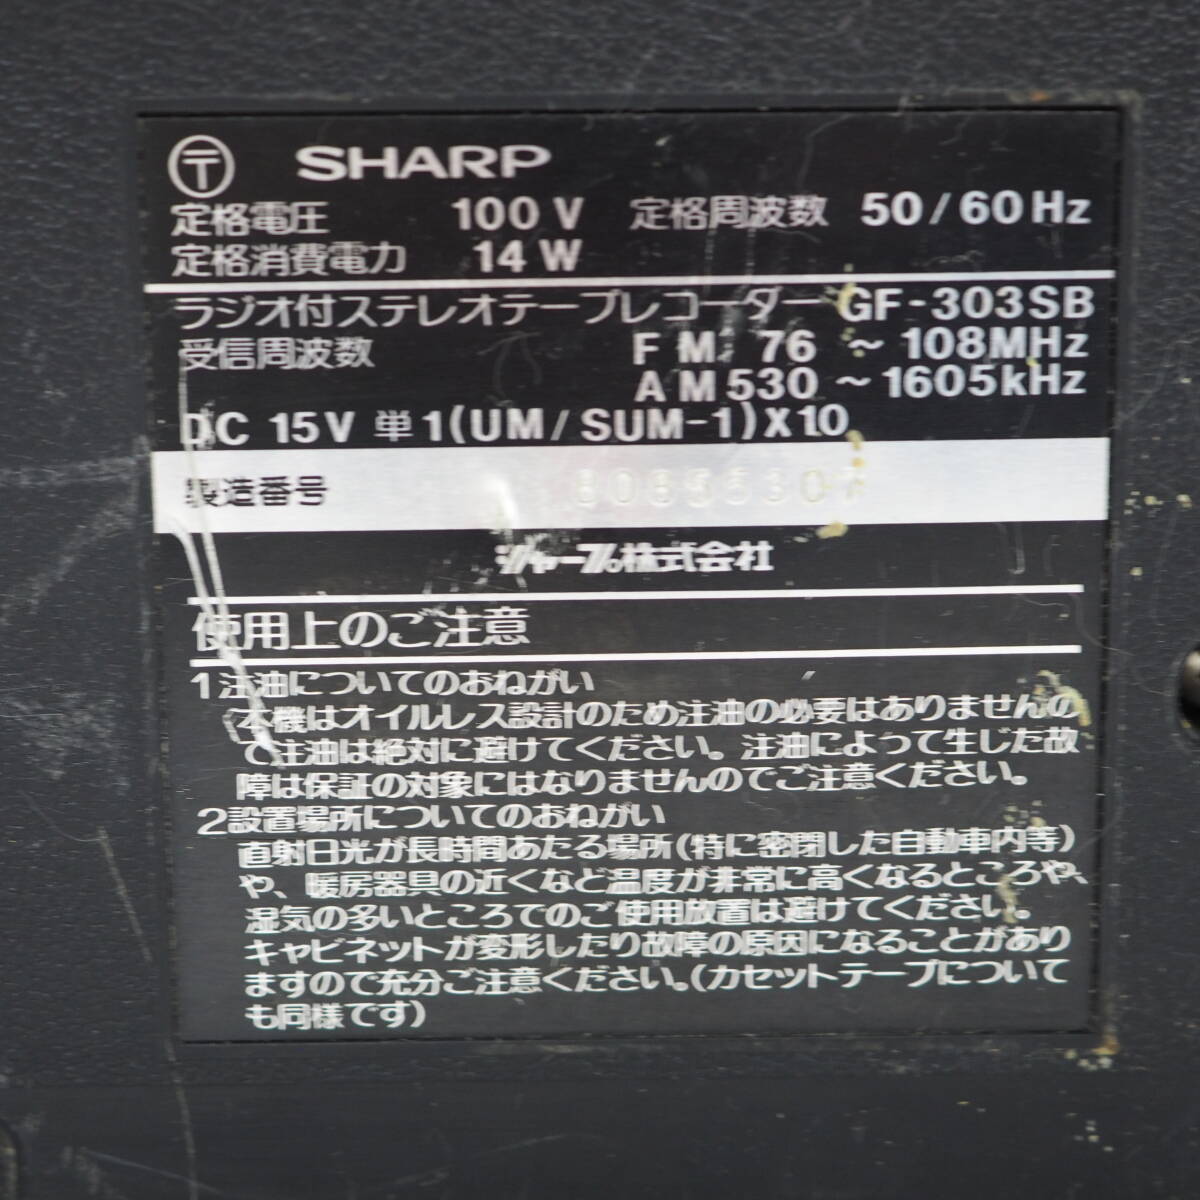 〒 SHARP
定格電圧 100V 定格周波数 50/60Hz
定格消費電力 14W
ラジオ付ステレオテープレコーダー GF-303SB
受信周波数 FM 76 ~ 108MHz
AM 530 ~ 1605kHz
DC 15V 単1(UM/SUM-1)X10
製造番号
シャープ株式会社
使用上のご注意
1 注油についてのおねがい
本機はオイルレス設計のため注油の必要はありませんの
で注油は絶対に避けてください。注油によって生じた故
障は保証の対象にはなりませんのでご注意ください。
2 設置場所についてのおねがい
直射日光が長時間あたる場所(特に密閉した自動車内等)
や、暖房器具の近くなど温度が非常に高くなるところや、
湿気の多いところでのご使用放置は避けてください。
キャビネットが変形したり故障の原因になることがあり
ますので充分ご注意ください。(カセットテープについて
も同様です)